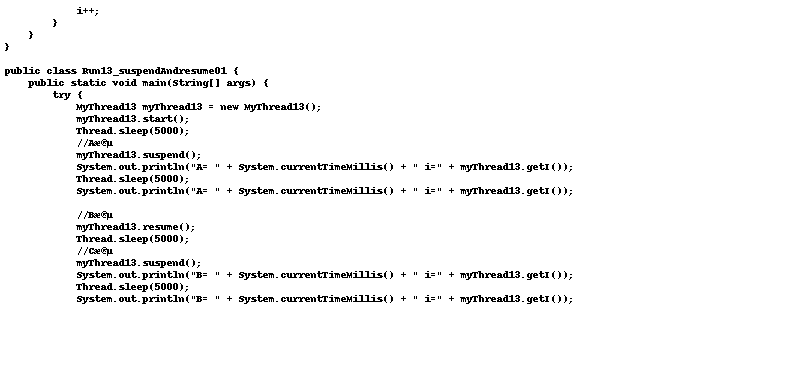 i++;
}
}
}
public class Run13_suspendAndresume01 {
public static void main(String[] args) {
try {
MyThread13 myThread13 = new MyThread13();
myThread13.start();
Thread.sleep(5000);
//Aæ®µ
myThread13.suspend();
System.out.println("A= " + System.currentTimeMillis() + " i=" + myThread13.getI());
Thread.sleep(5000);
System.out.println("A= " + System.currentTimeMillis() + " i=" + myThread13.getI());
//Bæ®µ
myThread13.resume();
Thread.sleep(5000);
//Cæ®µ
myThread13.suspend();
System.out.println("B= " + System.currentTimeMillis() + " i=" + myThread13.getI());
Thread.sleep(5000);
System.out.println("B= " + System.currentTimeMillis() + " i=" + myThread13.getI());